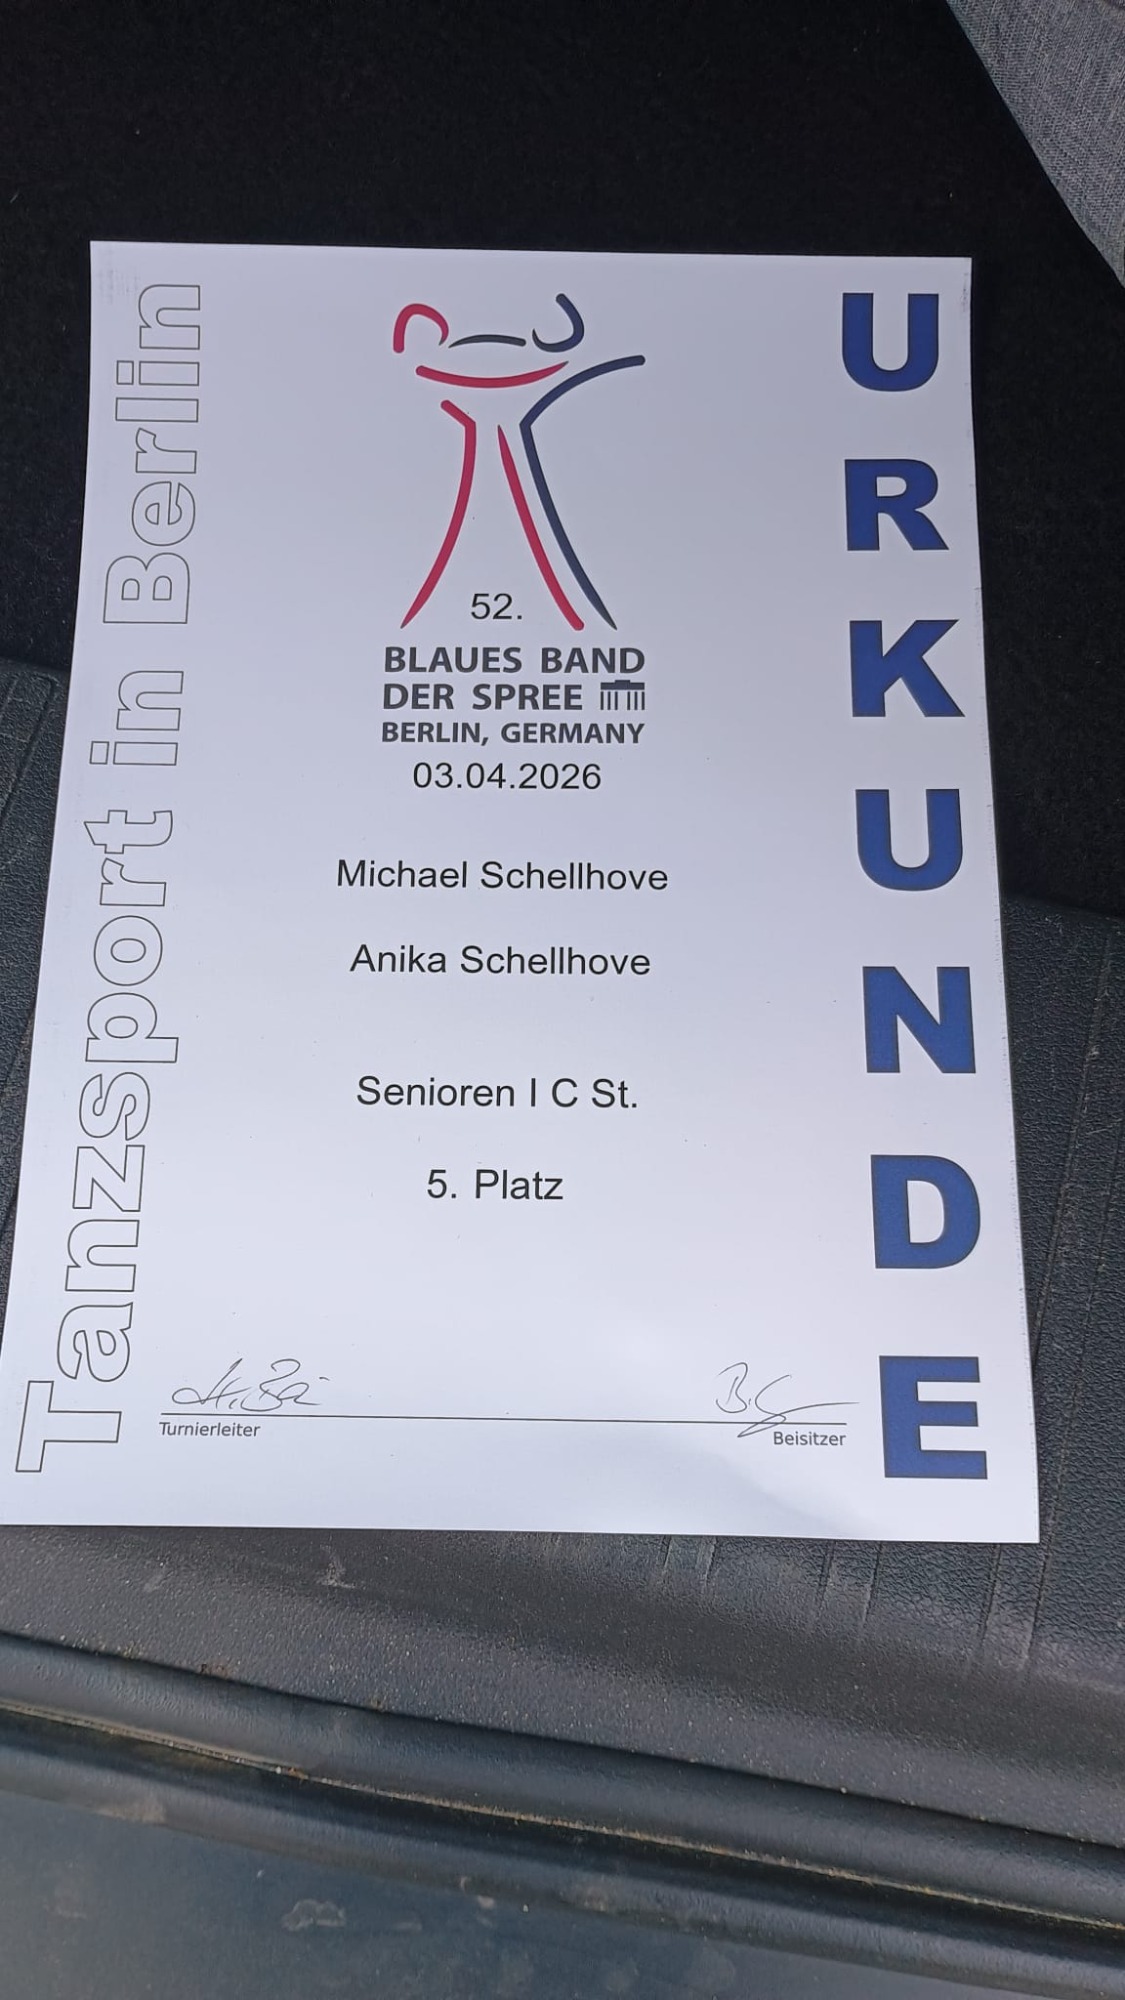 Tanzsport in Berlin
URKUNDE
52.
BLAUES BAND
DER SPREE
BERLIN, GERMANY
03.04.2026
Michael Schellhove
Anika Schellhove
Senioren I C St.
5. Platz
Turnierleiter
Beisitzer